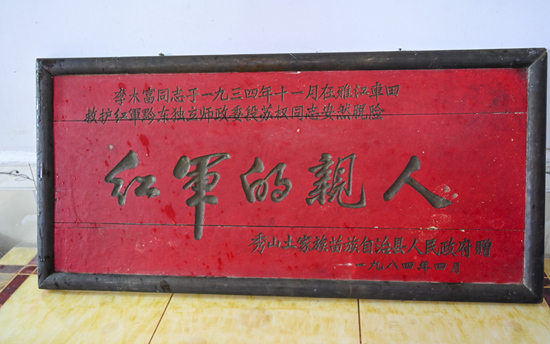 李木富同志于一九三四年十一月在雅江車田
救护红軍黔东独立师政委段苏权同志安然脱险
红軍的親人
秀山土家族苗族自治县人民政府赠
一九八四年四月